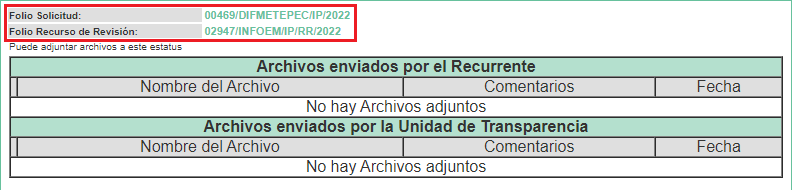 Folio Solicitud: 00469/DIFMETEPEC/IP/2022
Folio Recurso de Revisión: 02947/INFOEM/IP/RR/2022
Puede adjuntar archivos a este estatus
Archivos enviados por el Recurrente
Nombre del Archivo Comentarios Fecha
No hay Archivos adjuntos
Archivos enviados por la Unidad de Transparencia
Nombre del Archivo Comentarios Fecha
No hay Archivos adjuntos